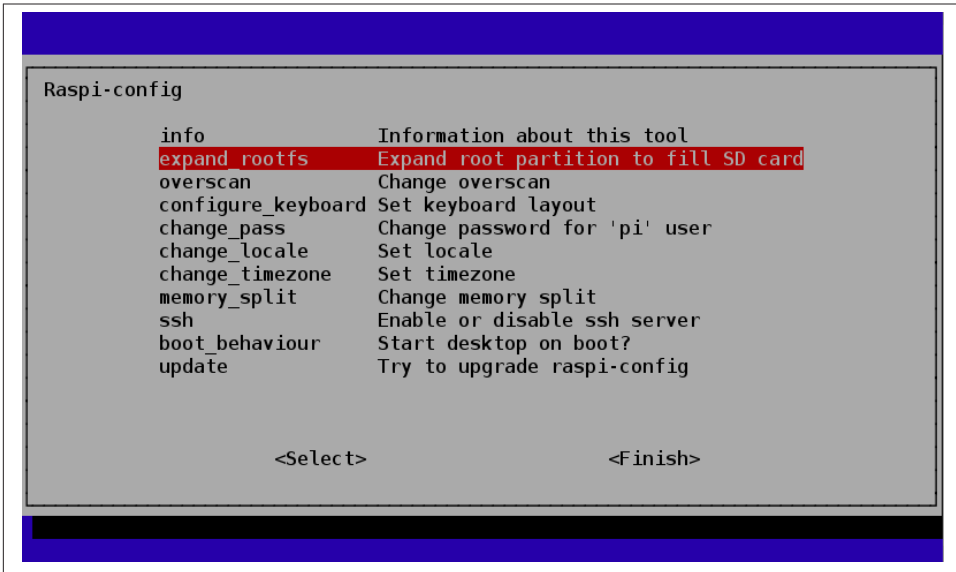 Raspi-config
info Information about this tool
expand_rootfs Expand root partition to fill SD card
overscan Change overscan
configure_keyboard Set keyboard layout
change_pass Change password for 'pi' user
change_locale Set locale
change_timezone Set timezone
memory_split Change memory split
ssh Enable or disable ssh server
boot_behaviour Start desktop on boot?
update Try to upgrade raspi-config
<Select> <Finish>